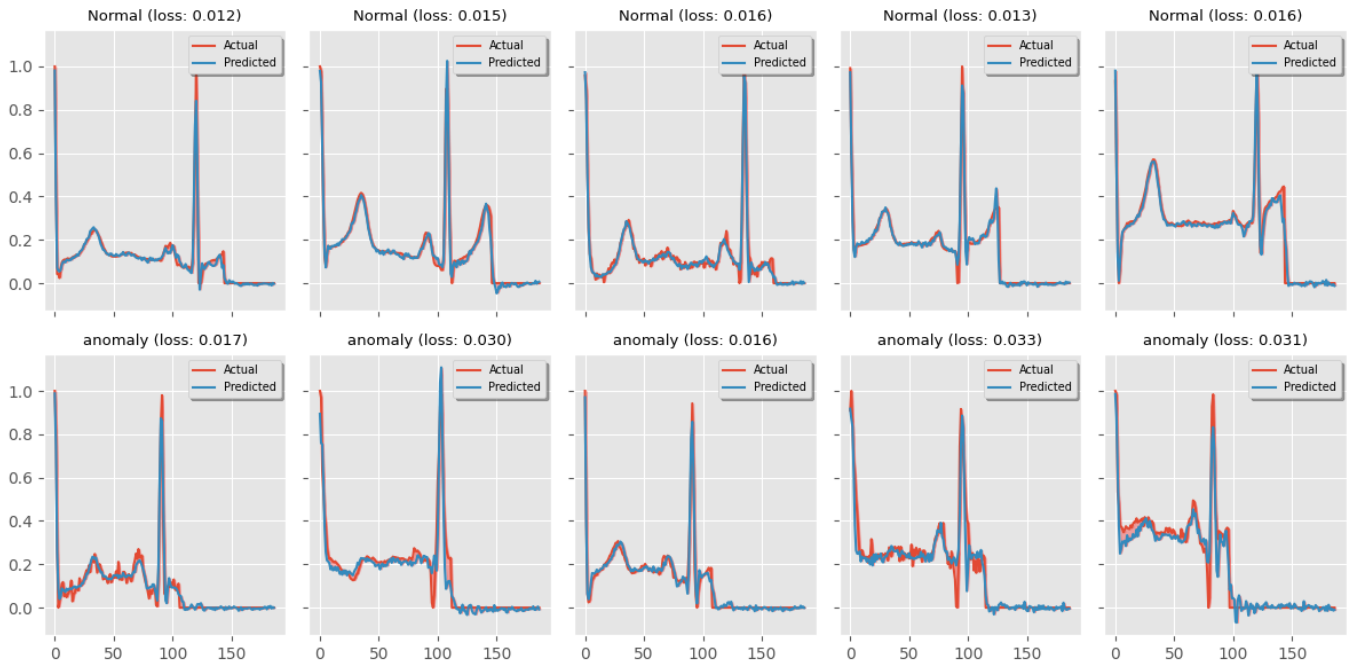 Normal (loss: 0.012) Normal (loss: 0.015) Normal (loss: 0.016) Normal (loss: 0.013) Normal (loss: 0.016)
Actual Actual Actual Actual Actual
Predicted Predicted Predicted Predicted Predicted
1.0
0.8
0.6
0.4
0.2
0.0
anomaly (loss: 0.017) anomaly (loss: 0.030) anomaly (loss: 0.016) anomaly (loss: 0.033) anomaly (loss: 0.031)
Actual Actual Actual Actual Actual
Predicted Predicted Predicted Predicted Predicted
1.0
0.8
0.6
0.4
0.2
0.0
0 50 100 150 0 50 100 150 0 50 100 150 0 50 100 150 0 50 100 150